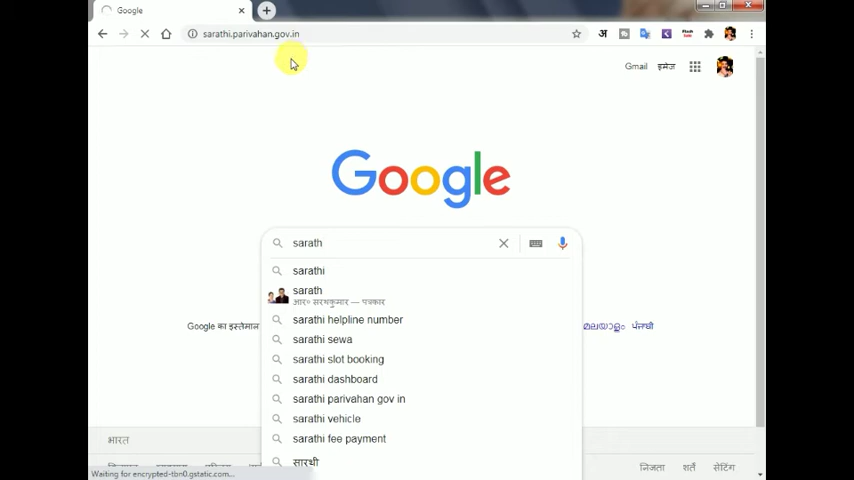 Google
sarathi.parivahan.gov.in
अ
Gmail
इमेज
Google
sarath
sarathi
sarath
आर॰ सरथकुमार — पत्रकार
sarathi helpline number
Google का इस्तेमाल
മലയാളം
ਪੰਜਾਬੀ
sarathi sewa
sarathi slot booking
sarathi dashboard
sarathi parivahan gov in
sarathi vehicle
sarathi fee payment
भारत
सारथी
निजता
शर्तें
सेटिंग
Waiting for encrypted-tbn0.gstatic.com...